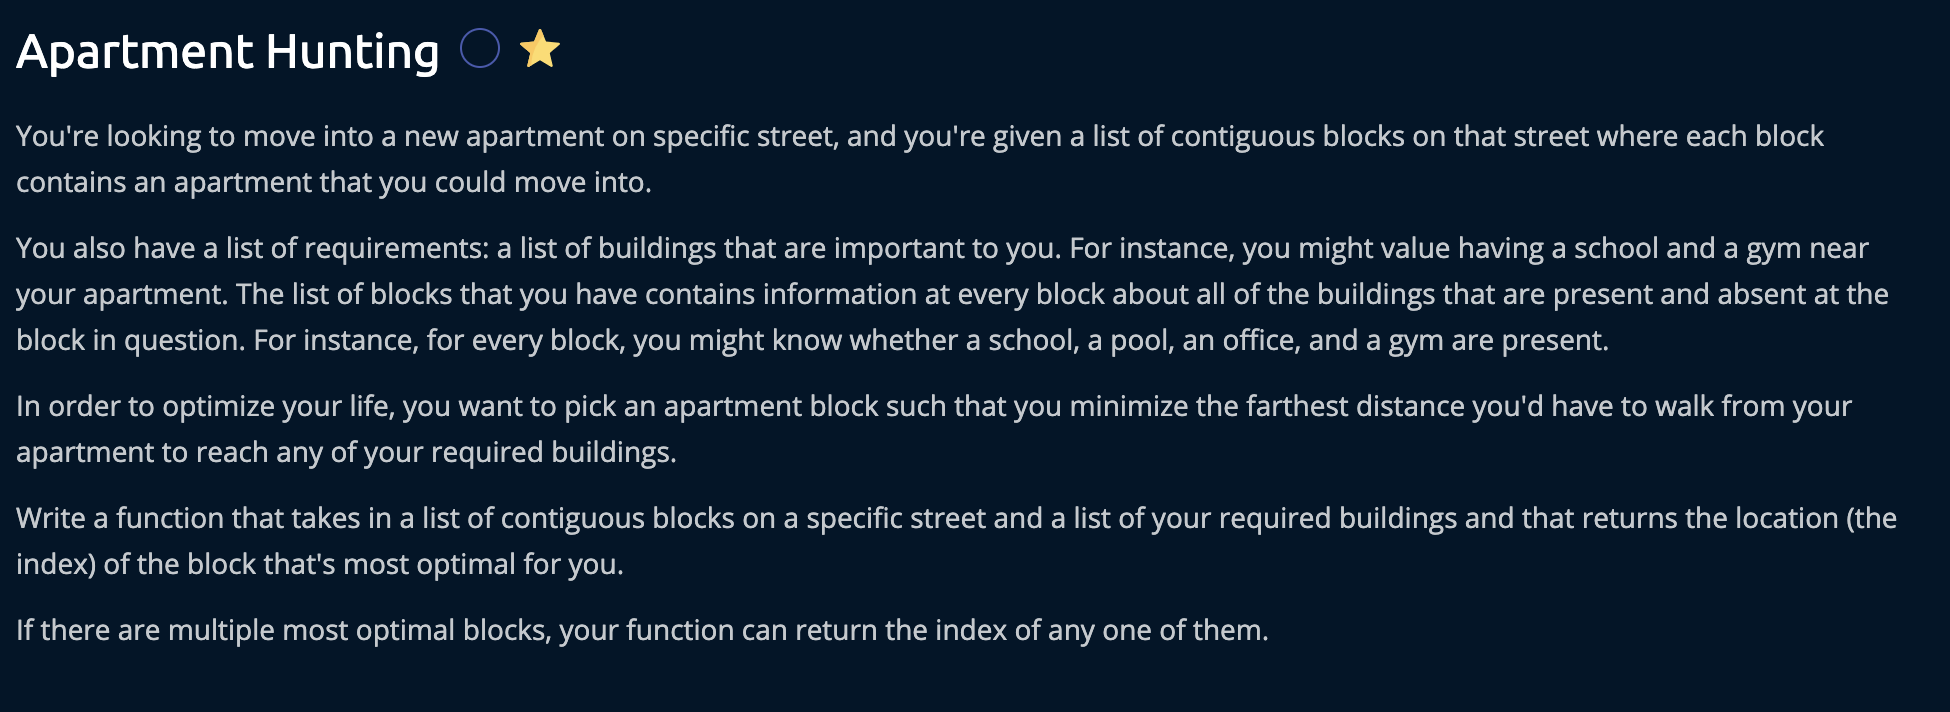 Apartment Hunting
You're looking to move into a new apartment on specific street, and you're given a list of contiguous blocks on that street where each block
contains an apartment that you could move into.
You also have a list of requirements: a list of buildings that are important to you. For instance, you might value having a school and a gym near
your apartment. The list of blocks that you have contains information at every block about all of the buildings that are present and absent at the
block in question. For instance, for every block, you might know whether a school, a pool, an office, and a gym are present.
In order to optimize your life, you want to pick an apartment block such that you minimize the farthest distance you'd have to walk from your
apartment to reach any of your required buildings.
Write a function that takes in a list of contiguous blocks on a specific street and a list of your required buildings and that returns the location (the
index) of the block that's most optimal for you.
If there are multiple most optimal blocks, your function can return the index of any one of them.